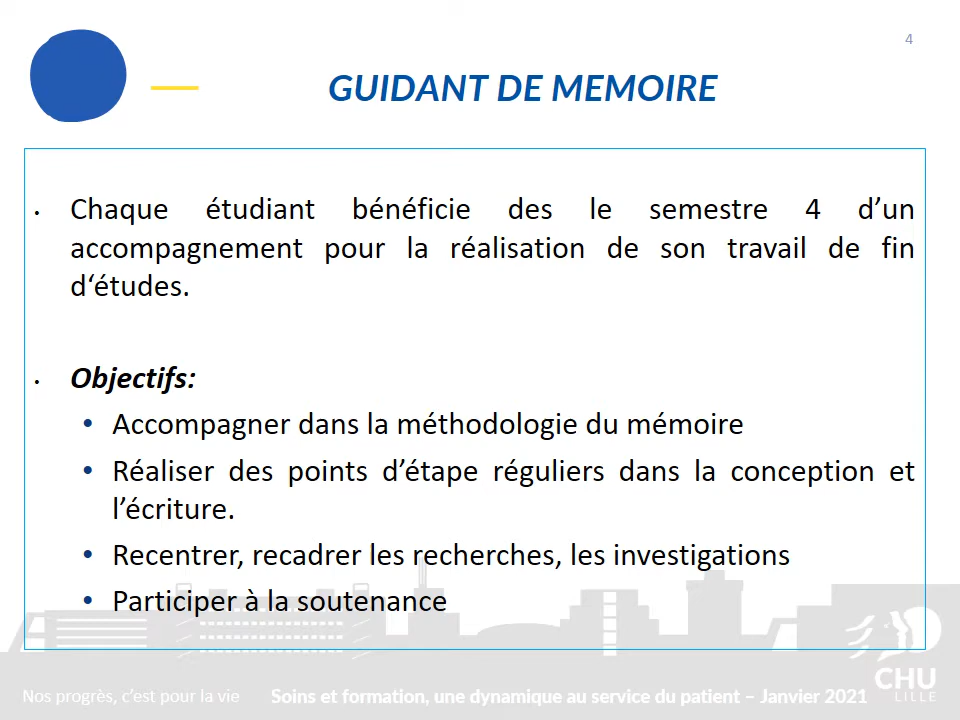 4
GUIDANT DE MEMOIRE
• Chaque étudiant bénéficie des le semestre 4 d’un
accompagnement pour la réalisation de son travail de fin
d‘études.
• Objectifs:
• Accompagner dans la méthodologie du mémoire
• Réaliser des points d’étape réguliers dans la conception et
l’écriture.
• Recentrer, recadrer les recherches, les investigations
• Participer à la soutenance
Nos progrès, c’est pour la vie
Soins et formation, une dynamique au service du patient – Janvier 2021
CHU
LILLE